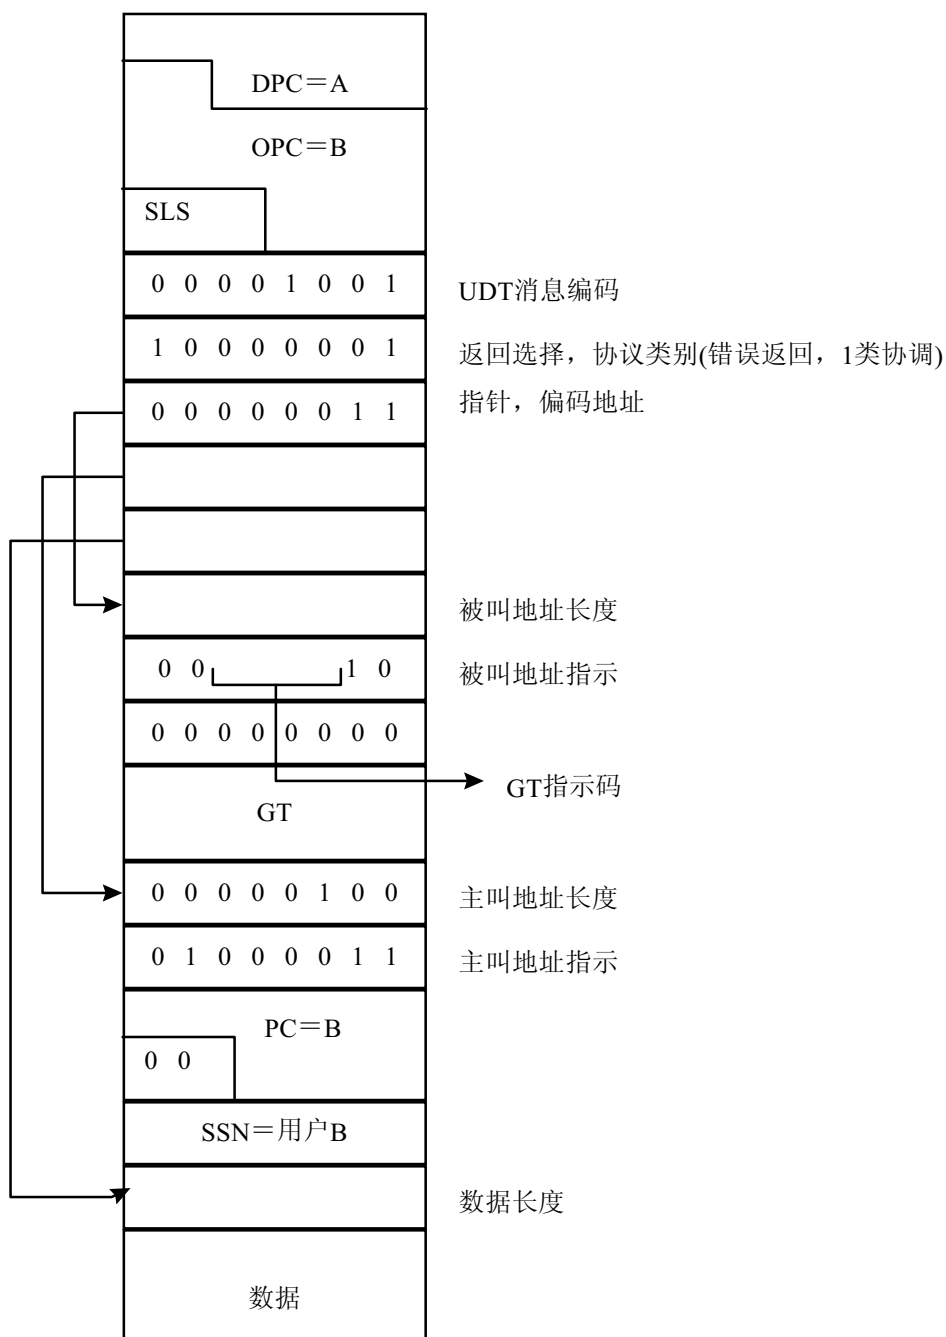 DPC=A
OPC=B
SLS
0 0 0 0 1 0 0 1 UDT消息编码
1 0 0 0 0 0 0 1 返回选择，协议类别(错误返回，1类协调)
0 0 0 0 0 0 1 1 指针，偏码地址
被叫地址长度
0 0 1 0 被叫地址指示
0 0 0 0 0 0 0 0
GT指示码
GT
0 0 0 0 0 1 0 0 主叫地址长度
0 1 0 0 0 0 1 1 主叫地址指示
PC=B
0 0
SSN=用户B
数据长度
数据